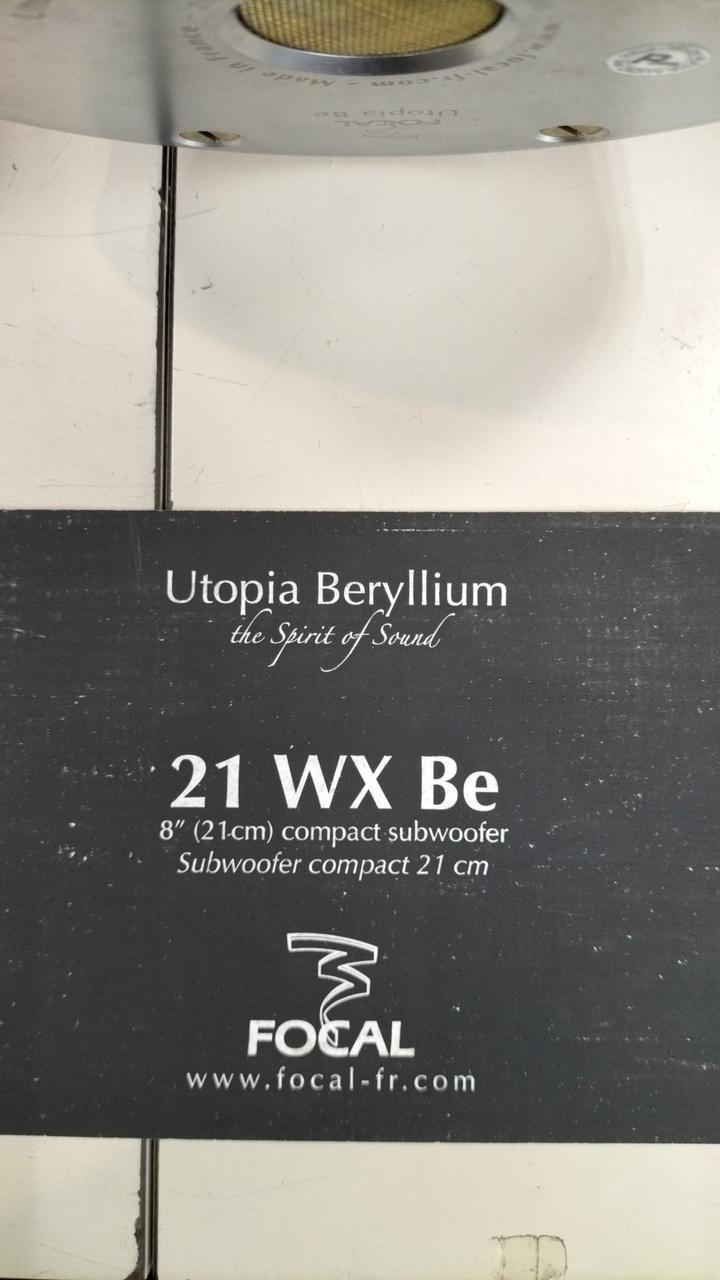 www.focal-fr.com - Made in France -
FOCAL
Utopia Be
Utopia Beryllium
the Spirit of Sound
21 WX Be
8" (21cm) compact subwoofer
Subwoofer compact 21 cm
FOCAL
www.focal-fr.com